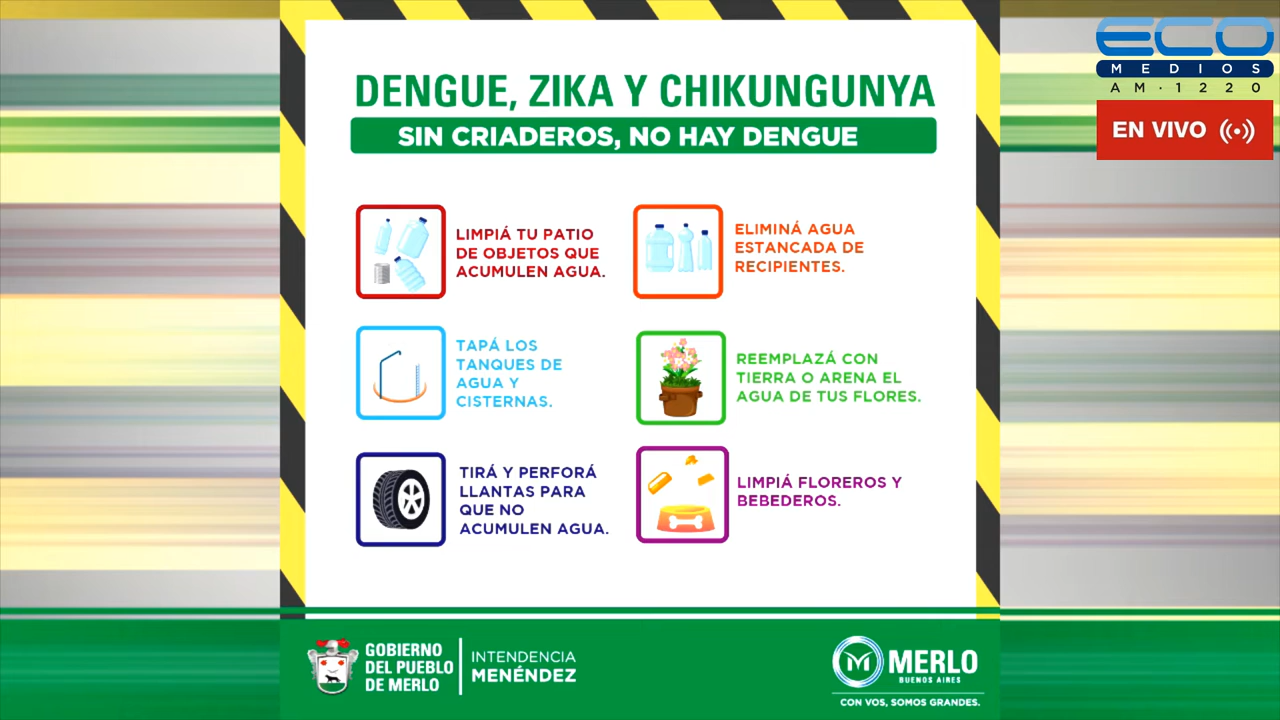 DENGUE, ZIKA Y CHIKUNGUNYA
SIN CRIADEROS, NO HAY DENGUE
LIMPIÁ TU PATIO
DE OBJETOS QUE
ACUMULEN AGUA.
ELIMINÁ AGUA
ESTANCADA DE
RECIPIENTES.
TAPÁ LOS
TANQUES DE
AGUA Y
CISTERNAS.
REEMPLAZÁ CON
TIERRA O ARENA EL
AGUA DE TUS FLORES.
TIRÁ Y PERFORÁ
LLANTAS PARA
QUE NO
ACUMULEN AGUA.
LIMPIÁ FLOREROS Y
BEBEDEROS.
GOBIERNO
DEL PUEBLO
DE MERLO
INTENDENCIA
MENÉNDEZ
M MERLO
BUENOS AIRES
CON VOS, SOMOS GRANDES.
ECO
MEDIOS
AM·1220
EN VIVO